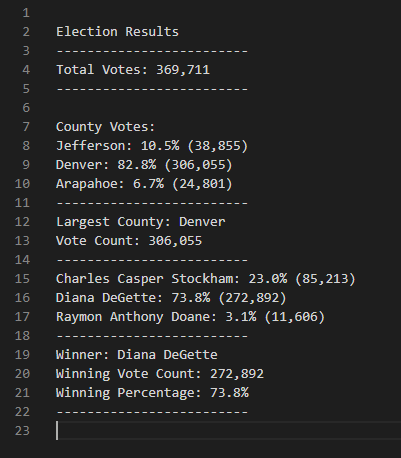 1
2 Election Results
3 -------------------------
4 Total Votes: 369,711
5 -------------------------
6
7 County Votes:
8 Jefferson: 10.5% (38,855)
9 Denver: 82.8% (306,055)
10 Arapahoe: 6.7% (24,801)
11 -------------------------
12 Largest County: Denver
13 Vote Count: 306,055
14 -------------------------
15 Charles Casper Stockham: 23.0% (85,213)
16 Diana DeGette: 73.8% (272,892)
17 Raymon Anthony Doane: 3.1% (11,606)
18 -------------------------
19 Winner: Diana DeGette
20 Winning Vote Count: 272,892
21 Winning Percentage: 73.8%
22 -------------------------
23